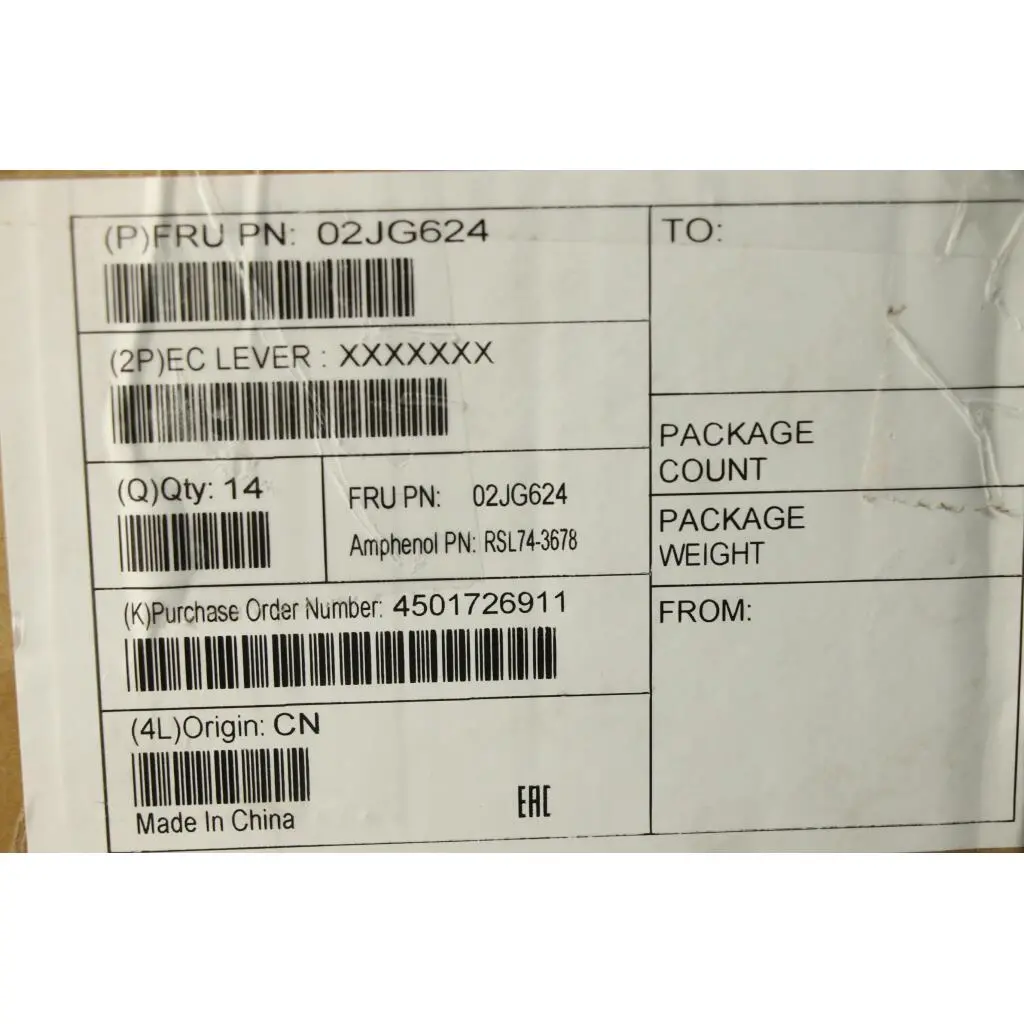 (P)FRU PN: 02JG624
(2P)EC LEVER : XXXXXXX
(Q)Qty: 14
FRU PN: 02JG624
Amphenol PN: RSL74-3678
(K)Purchase Order Number: 4501726911
(4L)Origin: CN
Made In China
EAC
TO:
PACKAGE
COUNT
PACKAGE
WEIGHT
FROM: